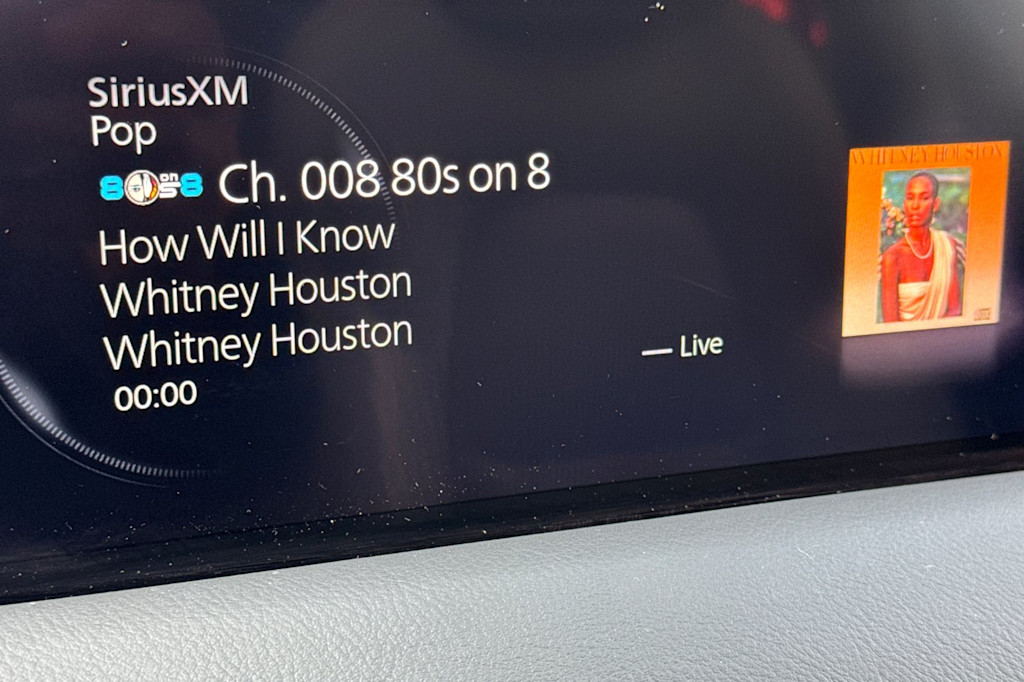 SiriusXM
Pop
80s on 8 Ch. 008 80s on 8
How Will I Know
Whitney Houston
Whitney Houston
00:00
Live
WHITNEY HOUSTON